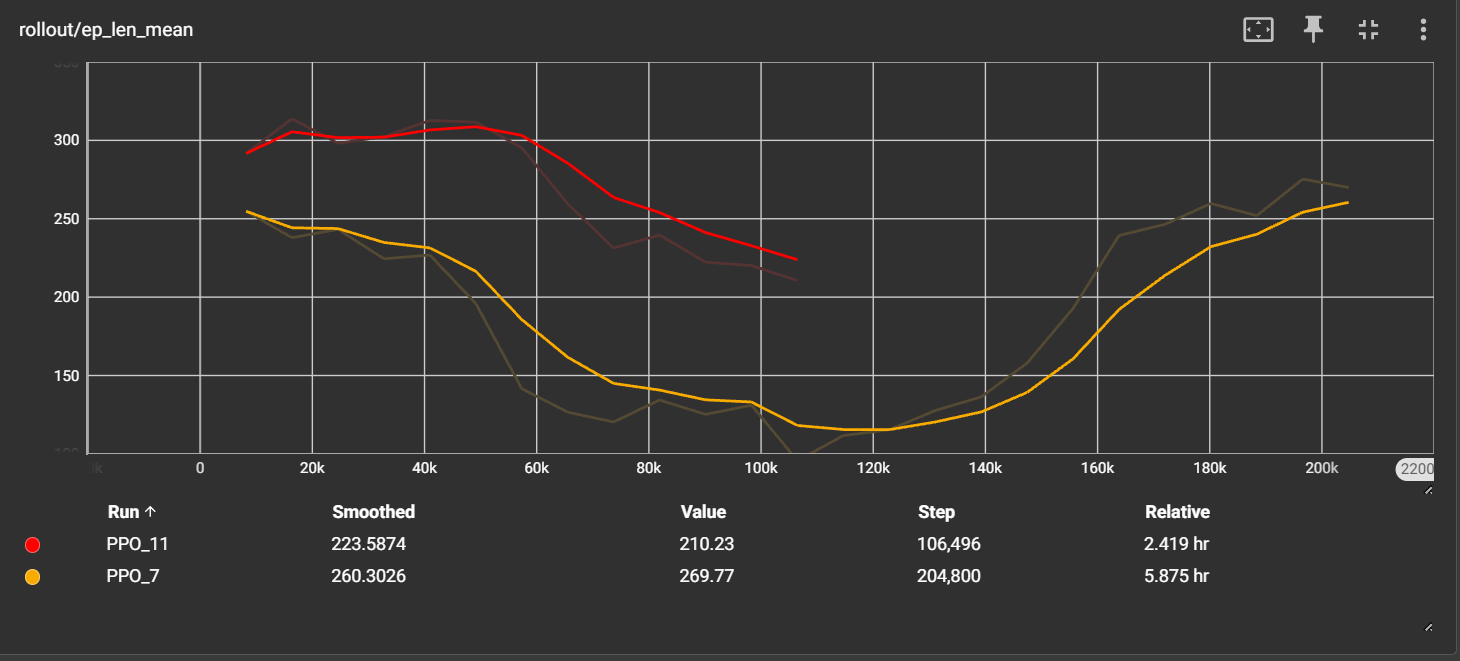 rollout/ep_len_mean
300
250
200
150
0 20k 40k 60k 80k 100k 120k 140k 160k 180k 200k 2200
Run ↑ Smoothed Value Step Relative
PPO_11 223.5874 210.23 106,496 2.419 hr
PPO_7 260.3026 269.77 204,800 5.875 hr